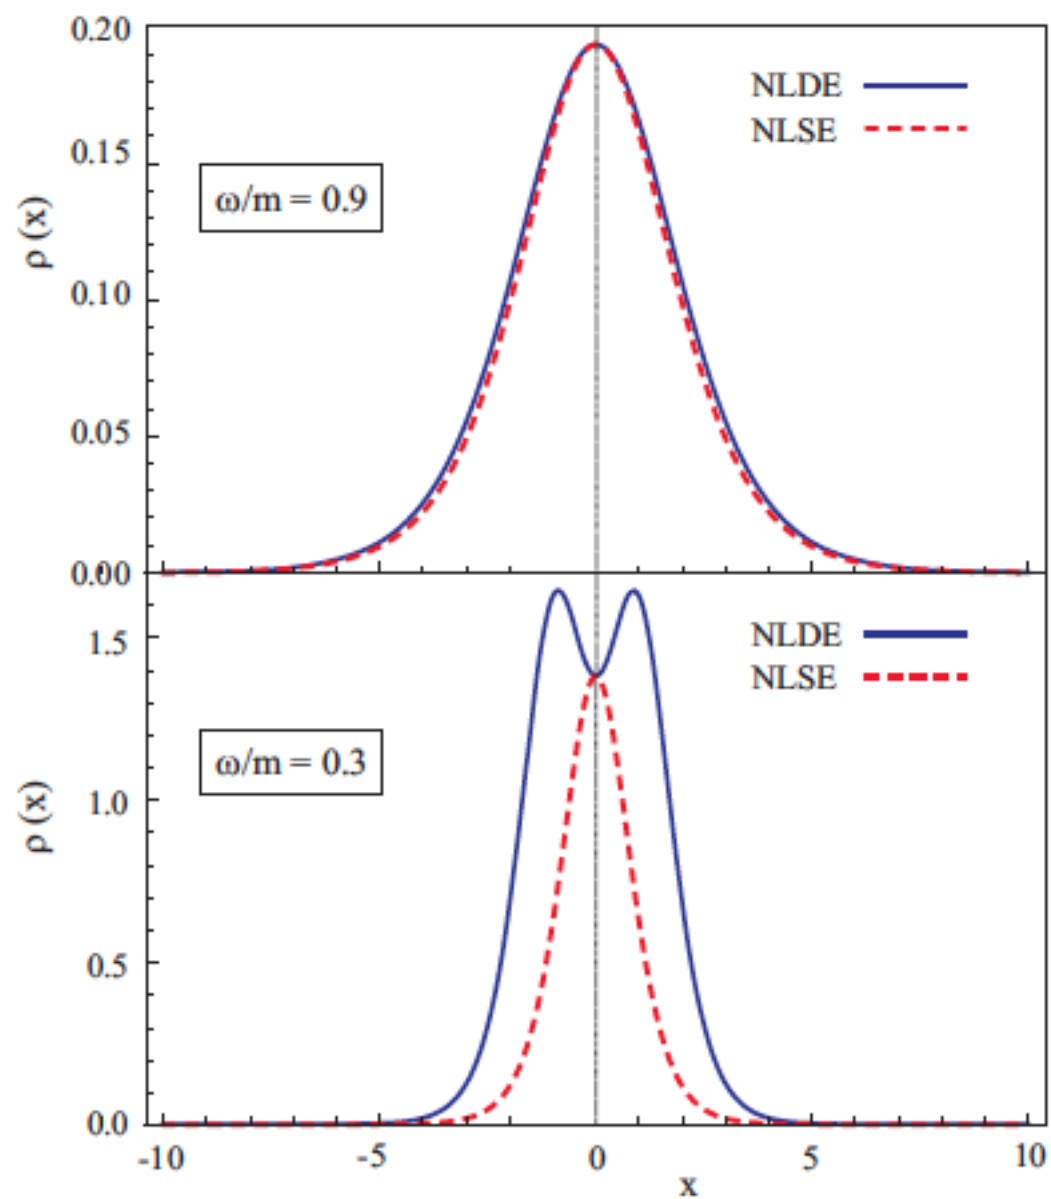 0.20
NLDE
NLSE
0.15
ω/m = 0.9
ρ (x)
0.10
0.05
0.00
NLDE
1.5
NLSE
ω/m = 0.3
1.0
ρ (x)
0.5
0.0
-10 -5 0 5 10
x